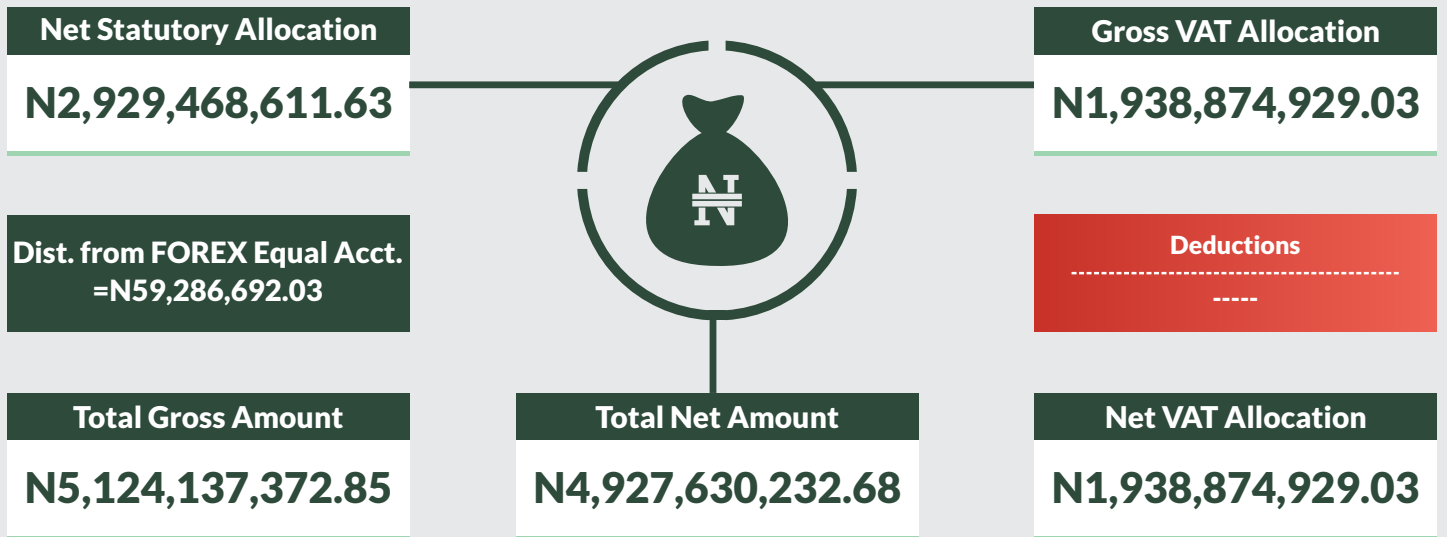 Net Statutory Allocation
N2,929,468,611.63
Gross VAT Allocation
N1,938,874,929.03
₦
Dist. from FOREX Equal Acct.
=N59,286,692.03
Deductions
--------------------------------------------
-----
Total Gross Amount
N5,124,137,372.85
Total Net Amount
N4,927,630,232.68
Net VAT Allocation
N1,938,874,929.03